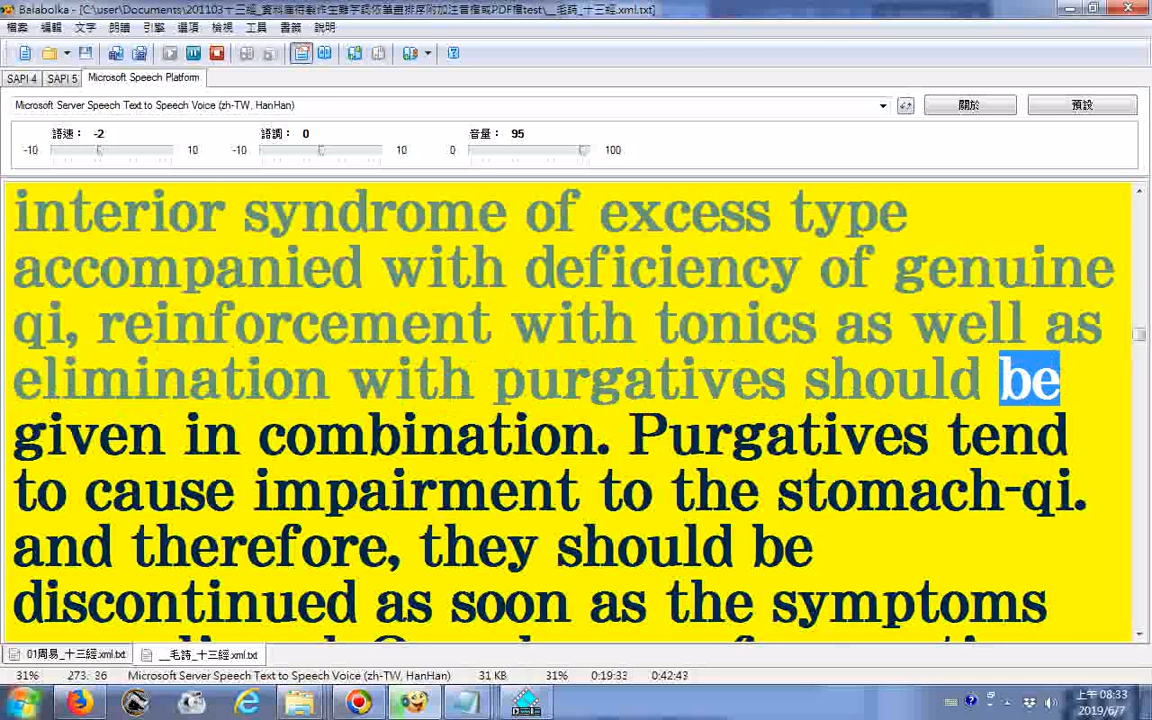 Balabolka - [C:\user\Documents\201103十三經_資料庫得製作生難字詞依筆畫排序附加注音檔或PDF檔test\__毛詩_十三經.xml.txt]
檔案 編輯 文字 朗讀 引擎 選項 檢視 工具 書籤 說明
SAPI 4 SAPI 5 Microsoft Speech Platform
Microsoft Server Speech Text to Speech Voice (zh-TW, HanHan) 關於 預設
語速： -2 語調： 0 音量： 95
-10 10 -10 10 0 100
interior syndrome of excess type
accompanied with deficiency of genuine
qi, reinforcement with tonics as well as
elimination with purgatives should be
given in combination. Purgatives tend
to cause impairment to the stomach-qi.
and therefore, they should be
discontinued as soon as the symptoms
01周易_十三經.xml.txt __毛詩_十三經.xml.txt
31% 273. 36 Microsoft Server Speech Text to Speech Voice (zh-TW, HanHan) 31 KB 31% 0:19:33 0:42:43
上午 08:33
2019/6/7